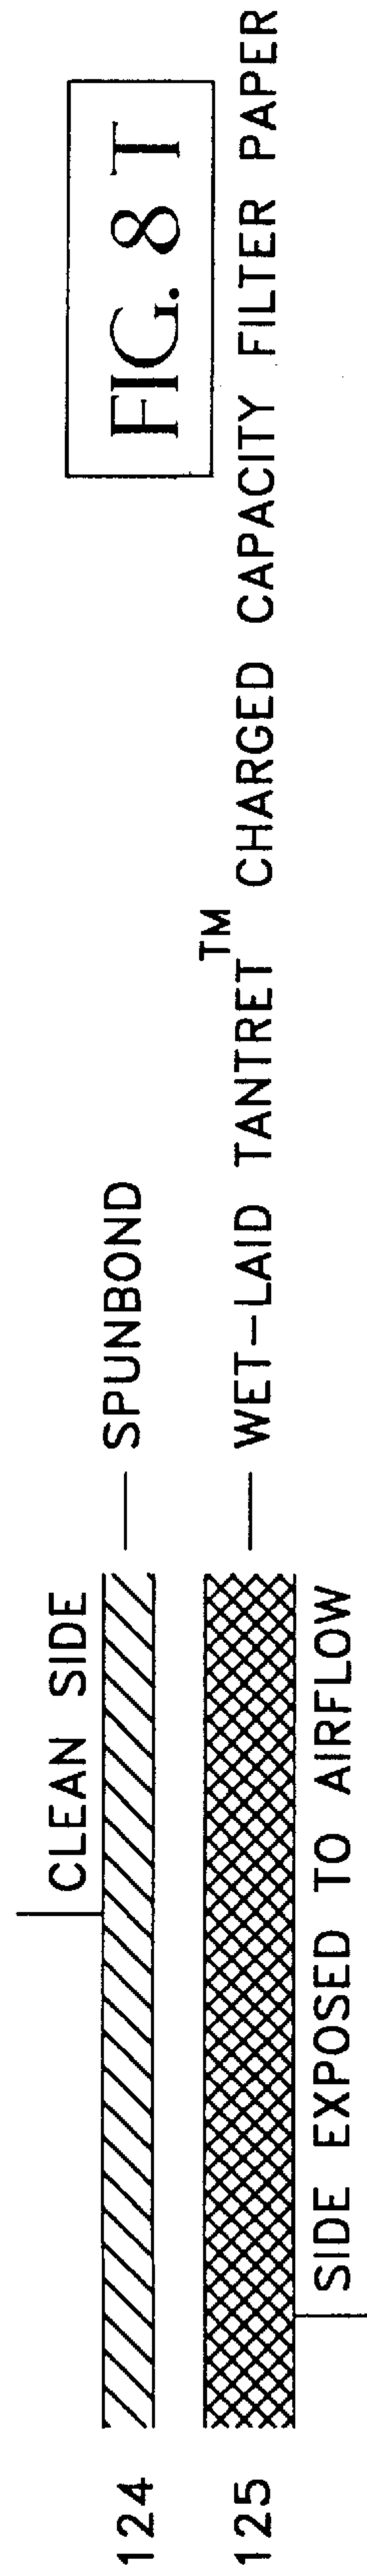 FIG. 8 T
CLEAN SIDE
124 — SPUNBOND
125 — WET-LAID TANTRET™ CHARGED CAPACITY FILTER PAPER
SIDE EXPOSED TO AIRFLOW